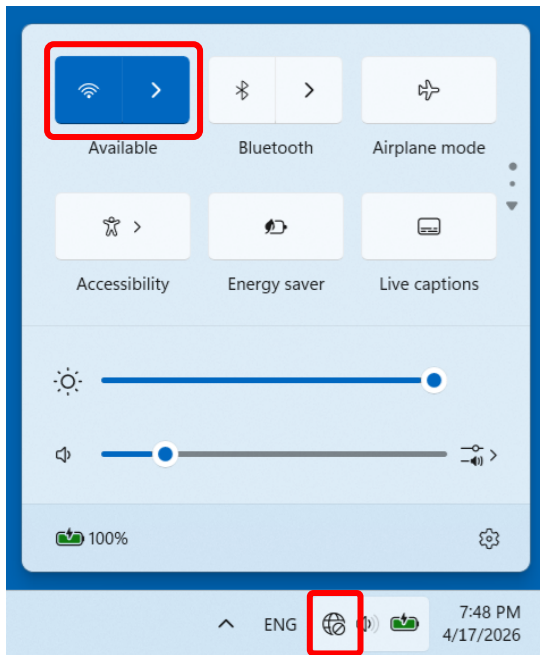 Available Bluetooth Airplane mode
Accessibility Energy saver Live captions
100%
ENG 7:48 PM
4/17/2026